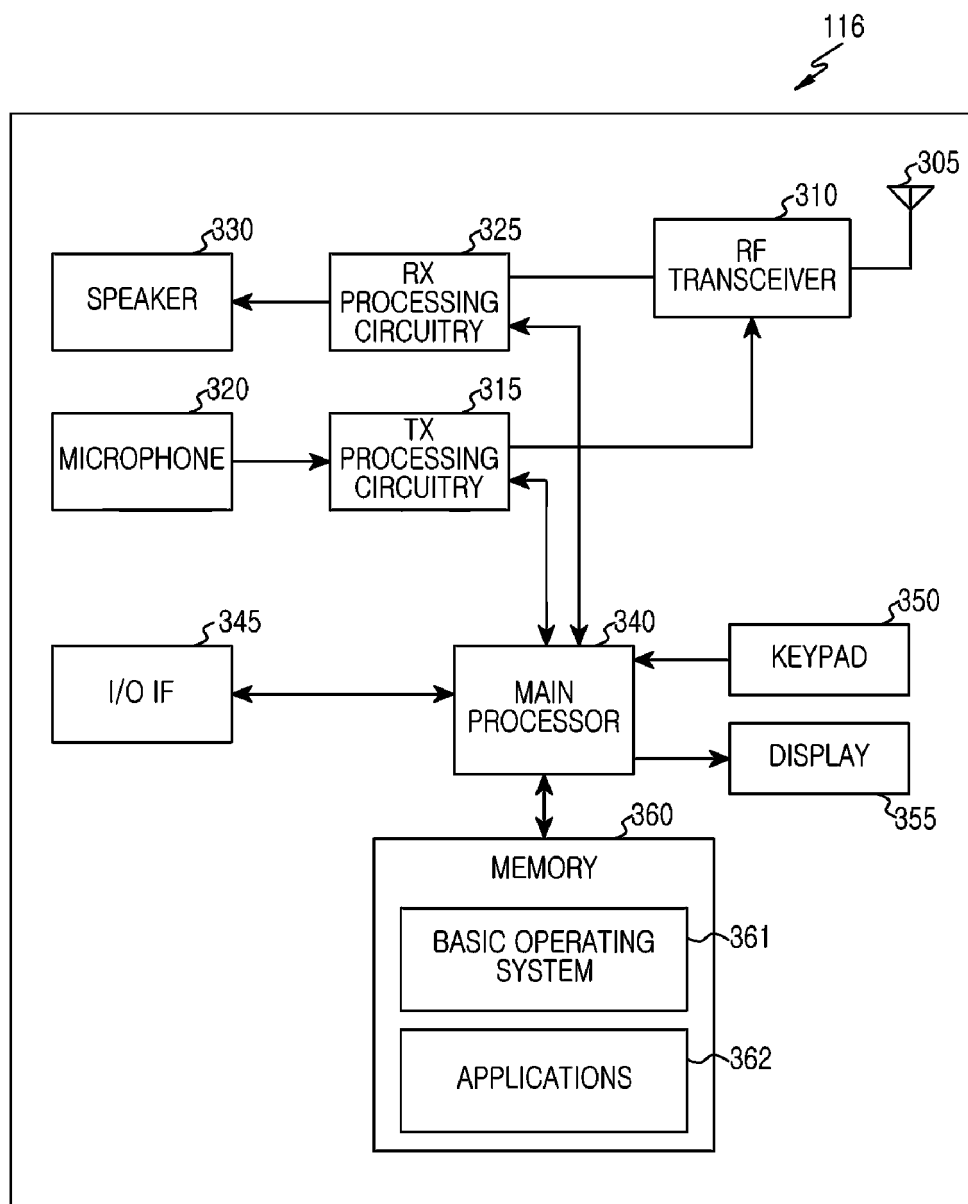 116
305
310
RF
TRANSCEIVER
330
SPEAKER
325
RX
PROCESSING
CIRCUITRY
320
MICROPHONE
315
TX
PROCESSING
CIRCUITRY
345
I/O IF
340
MAIN
PROCESSOR
350
KEYPAD
DISPLAY
355
360
MEMORY
BASIC OPERATING
SYSTEM
361
APPLICATIONS
362